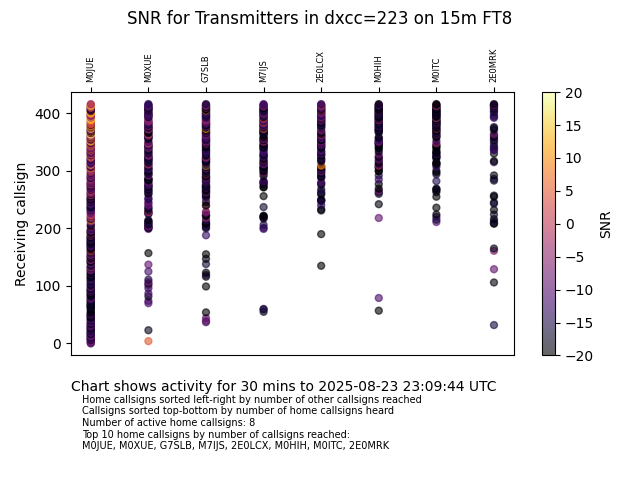 SNR for Transmitters in dxcc=223 on 15m FT8
M0JUE M0XUE G7SLB M7IJS 2E0LCX M0HIH M0ITC 2E0MRK
400
300
200
100
0
Receiving callsign
20
15
10
5
0
−5
−10
−15
−20
SNR
Chart shows activity for 30 mins to 2025-08-23 23:09:44 UTC
Home callsigns sorted left-right by number of other callsigns reached
Callsigns sorted top-bottom by number of home callsigns heard
Number of active home callsigns: 8
Top 10 home callsigns by number of callsigns reached:
M0JUE, M0XUE, G7SLB, M7IJS, 2E0LCX, M0HIH, M0ITC, 2E0MRK